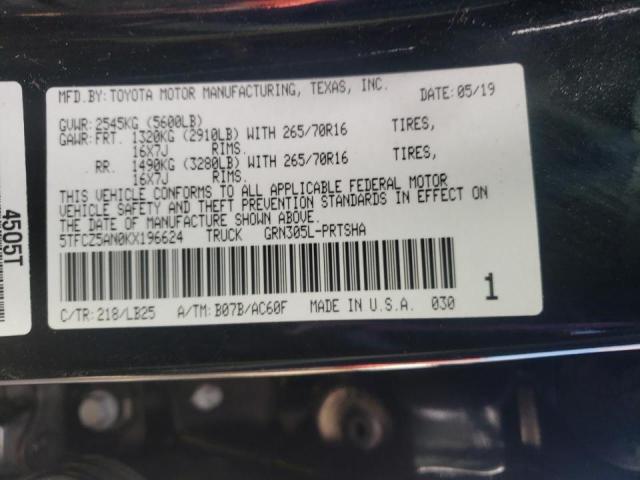 MFD.BY:TOYOTA MOTOR MANUFACTURING, TEXAS, INC. DATE:05/19
GVWR:2545KG (5600LB)
GAWR:FRT. 1320KG (2910LB) WITH 265/70R16 TIRES,
16X7J RIMS.
RR. 1490KG (3280LB) WITH 265/70R16 TIRES,
16X7J RIMS.
THIS VEHICLE CONFORMS TO ALL APPLICABLE FEDERAL MOTOR
VEHICLE SAFETY AND THEFT PREVENTION STANDARDS IN EFFECT ON
THE DATE OF MANUFACTURE SHOWN ABOVE.
5TFCZ5AN0KX196624 TRUCK GRN305L-PRTSHA
C/TR:218/LB25 A/TM:B07B/AC60F MADE IN U.S.A. 030 1
4505T